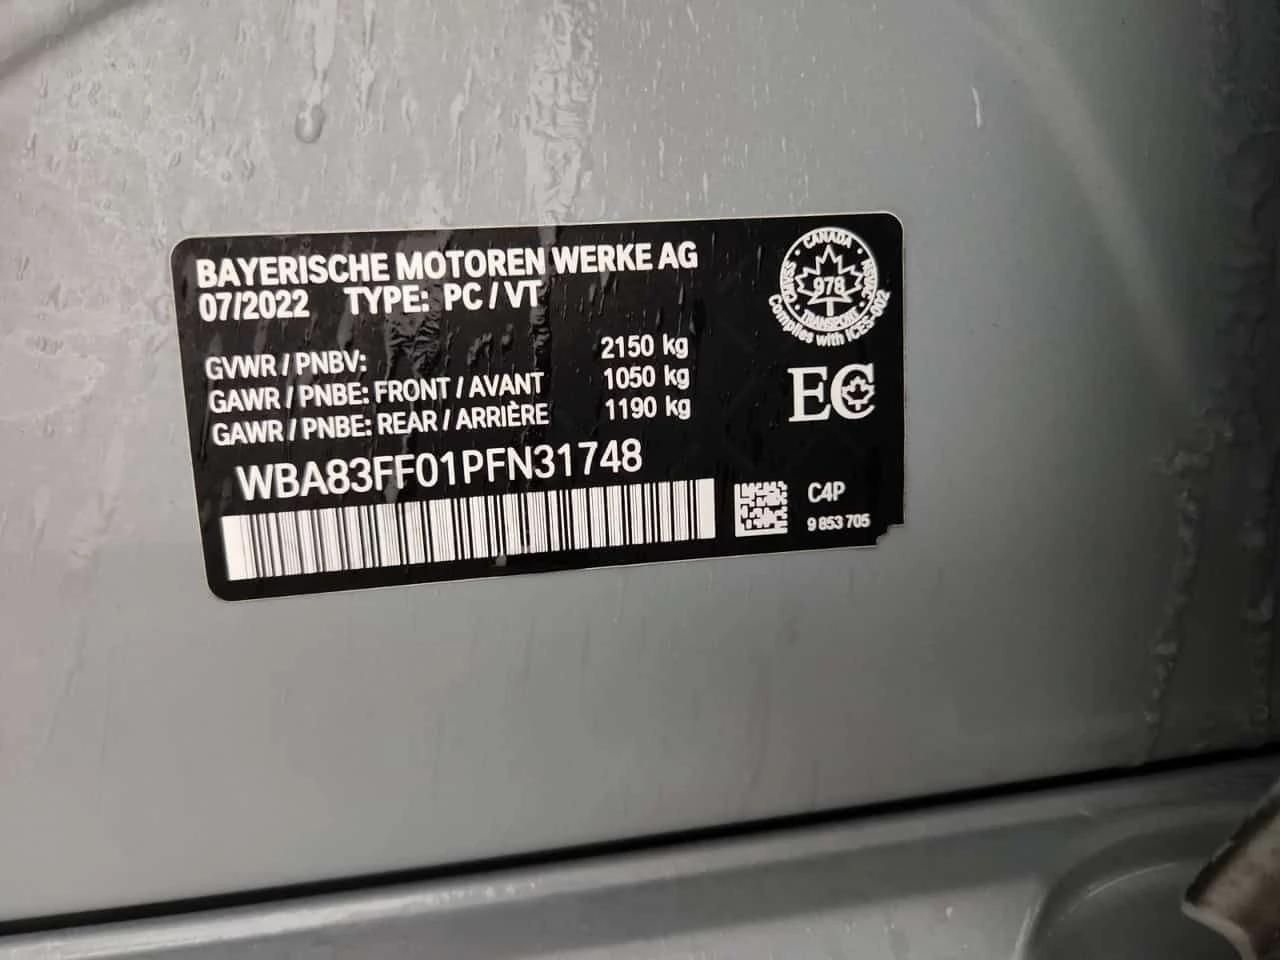 BAYERISCHE MOTOREN WERKE AG
07/2022 TYPE: PC / VT
GVWR / PNBV: 2150 kg
GAWR / PNBE: FRONT / AVANT 1050 kg
GAWR / PNBE: REAR / ARRIÈRE 1190 kg
WBA83FF01PFN31748
CANADA
978
TRANSPORT
Complies with ICES-002
EC
C4P
9 853 705